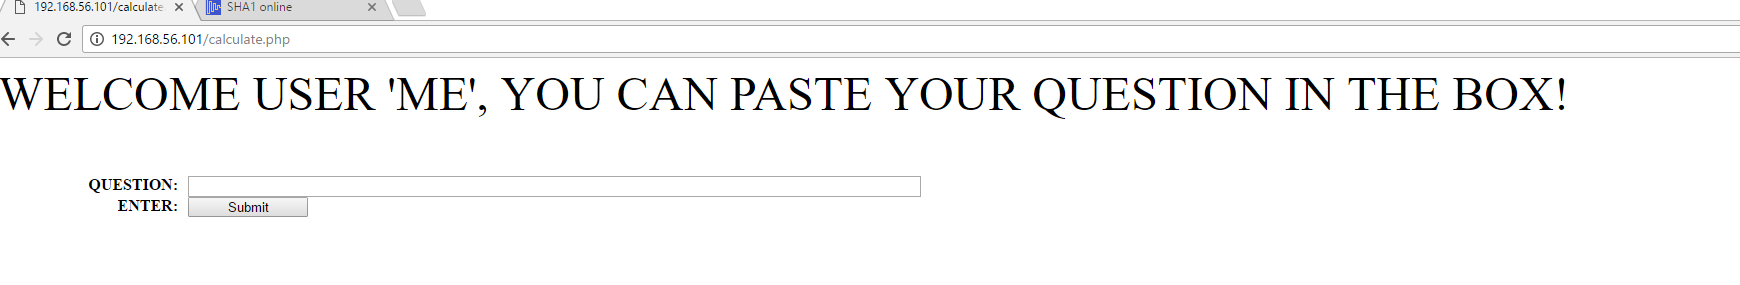 192.168.56.101/calculate
SHA1 online
192.168.56.101/calculate.php
WELCOME USER 'ME', YOU CAN PASTE YOUR QUESTION IN THE BOX!
QUESTION:
ENTER:
Submit